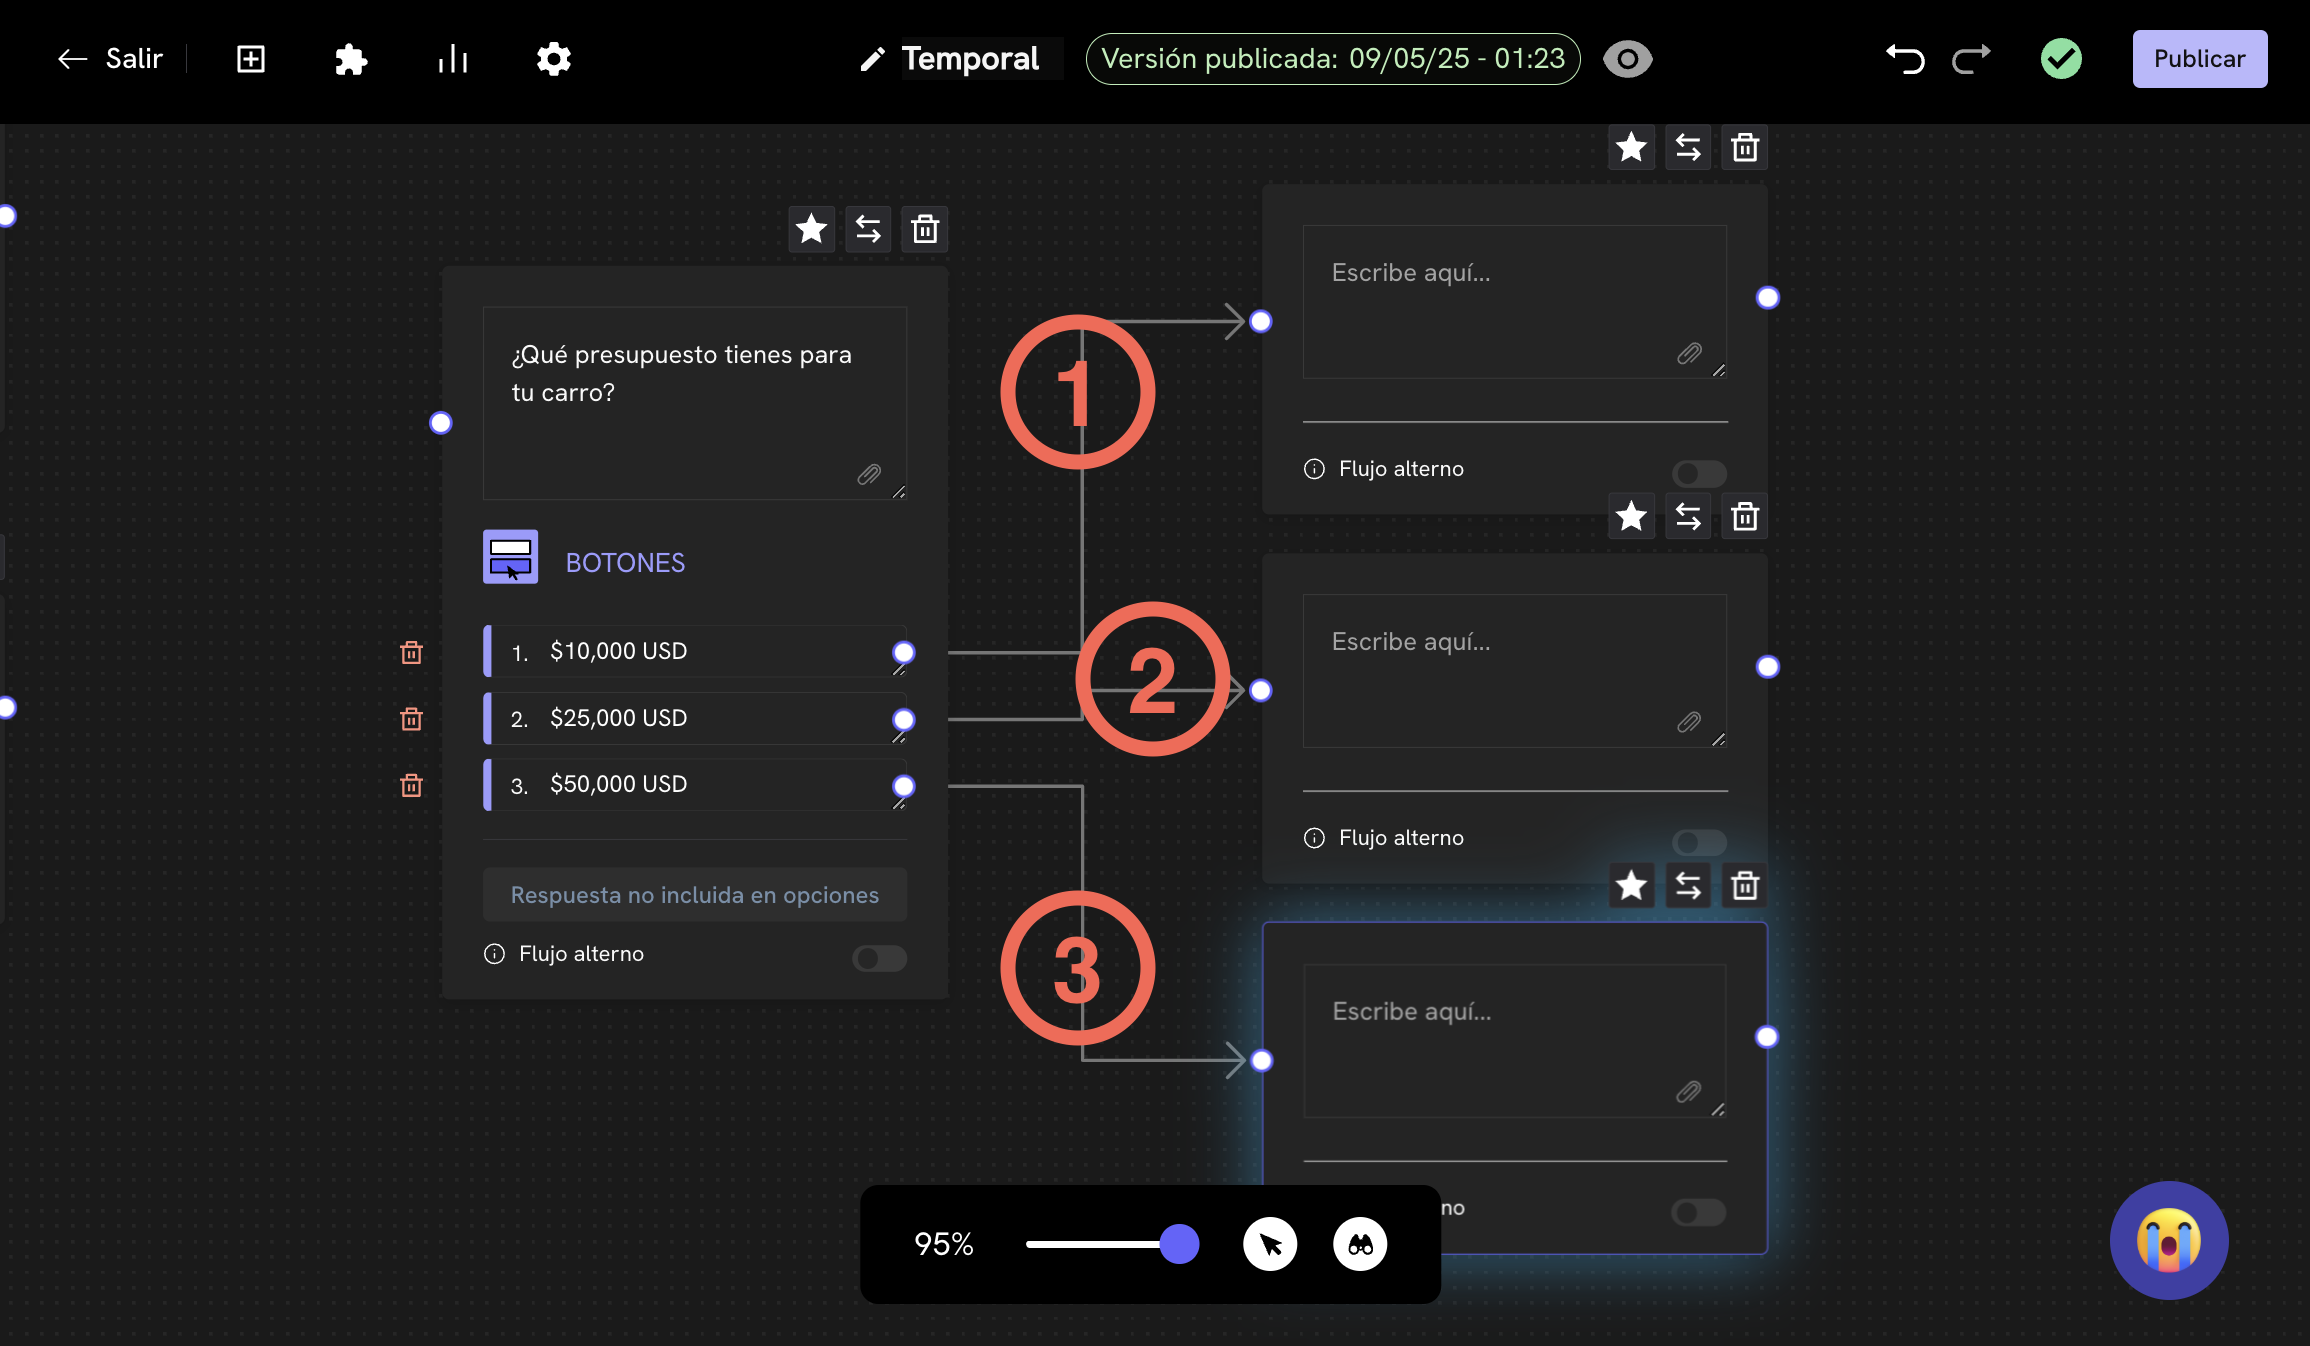 Salir
Temporal
Versión publicada: 09/05/25 - 01:23
Publicar
¿Qué presupuesto tienes para
tu carro?
BOTONES
1. $10,000 USD
2. $25,000 USD
3. $50,000 USD
Respuesta no incluida en opciones
Flujo alterno
1
2
3
Escribe aquí...
Flujo alterno
Escribe aquí...
Flujo alterno
Escribe aquí...
no
95%